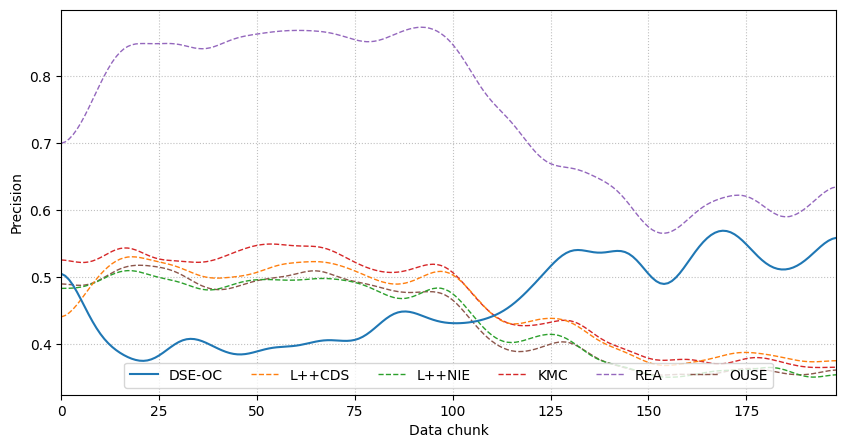 Precision
0.8
0.7
0.6
0.5
0.4
DSE-OC L++CDS L++NIE KMC REA OUSE
0 25 50 75 100 125 150 175
Data chunk